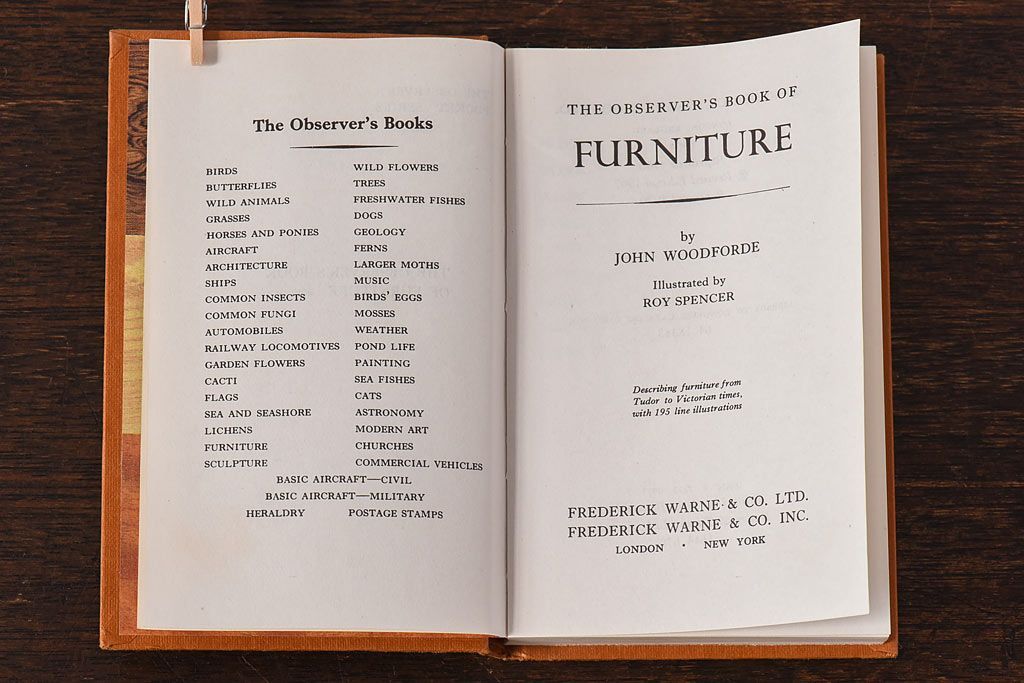 The Observer's Books
BIRDS
BUTTERFLIES
WILD ANIMALS
GRASSES
HORSES AND PONIES
AIRCRAFT
ARCHITECTURE
SHIPS
COMMON INSECTS
COMMON FUNGI
AUTOMOBILES
RAILWAY LOCOMOTIVES
GARDEN FLOWERS
CACTI
FLAGS
SEA AND SEASHORE
LICHENS
FURNITURE
SCULPTURE
WILD FLOWERS
TREES
FRESHWATER FISHES
DOGS
GEOLOGY
FERNS
LARGER MOTHS
MUSIC
BIRDS' EGGS
MOSSES
WEATHER
POND LIFE
PAINTING
SEA FISHES
CATS
ASTRONOMY
MODERN ART
CHURCHES
COMMERCIAL VEHICLES
BASIC AIRCRAFT—CIVIL
BASIC AIRCRAFT—MILITARY
HERALDRY POSTAGE STAMPS
THE OBSERVER'S BOOK OF
FURNITURE
by
JOHN WOODFORDE
Illustrated by
ROY SPENCER
Describing furniture from
Tudor to Victorian times,
with 195 line illustrations
FREDERICK WARNE & CO. LTD.
FREDERICK WARNE & CO. INC.
LONDON · NEW YORK